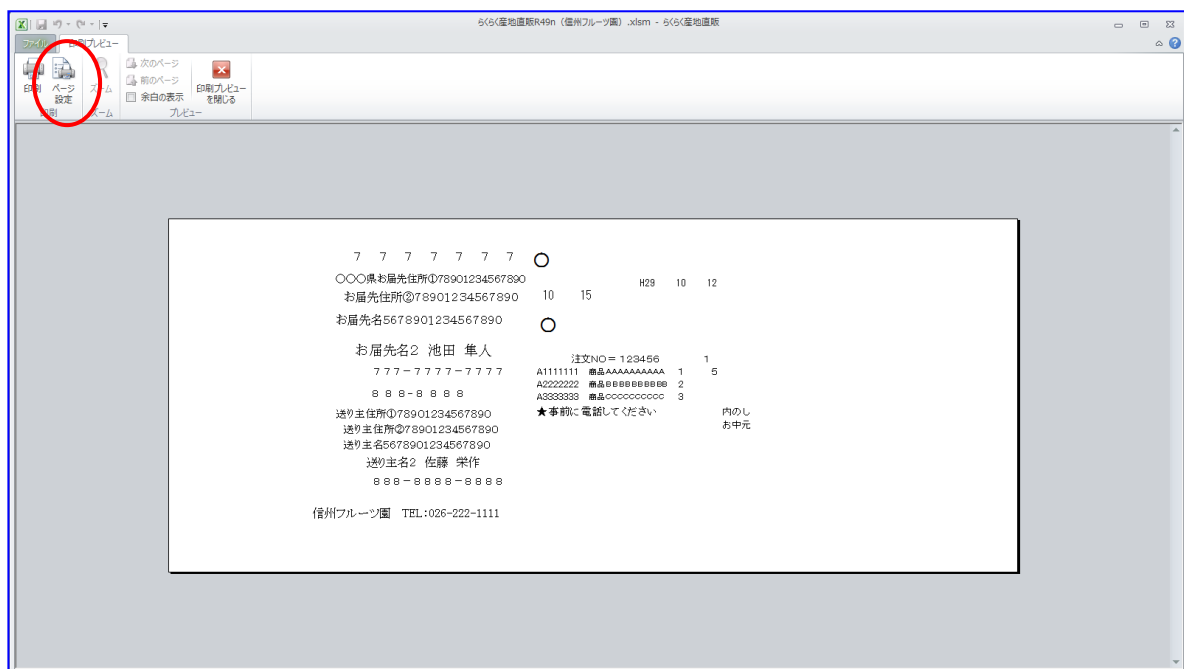 らくらく産地直販R49n（信州フルーツ園）.xlsm - らくらく産地直販
ファイル 印刷プレビュー
印刷 ページ設定 ズーム 次のページ
前のページ
余白の表示 印刷プレビューを閉じる
印刷 ズーム プレビュー
７ ７ ７ ７ ７ ７ ７ ○
○○○県お届先住所①78901234567890 H29 10 12
お届先住所②78901234567890 10 15
お届先名5678901234567890 ○
お届先名2 池田 隼人
注文NO＝123456 1
７７７－７７７７－７７７７ A1111111 商品AAAAAAAAAA 1 5
A2222222 商品BBBBBBBBBB 2
８８８-８８８８ A3333333 商品CCCCCCCCCC 3
送り主住所①78901234567890 ★事前に電話してください 内のし
送り主住所②78901234567890 お中元
送り主名5678901234567890
送り主名2 佐藤 栄作
８８８－８８８８－８８８８
信州フルーツ園 TEL:026-222-1111